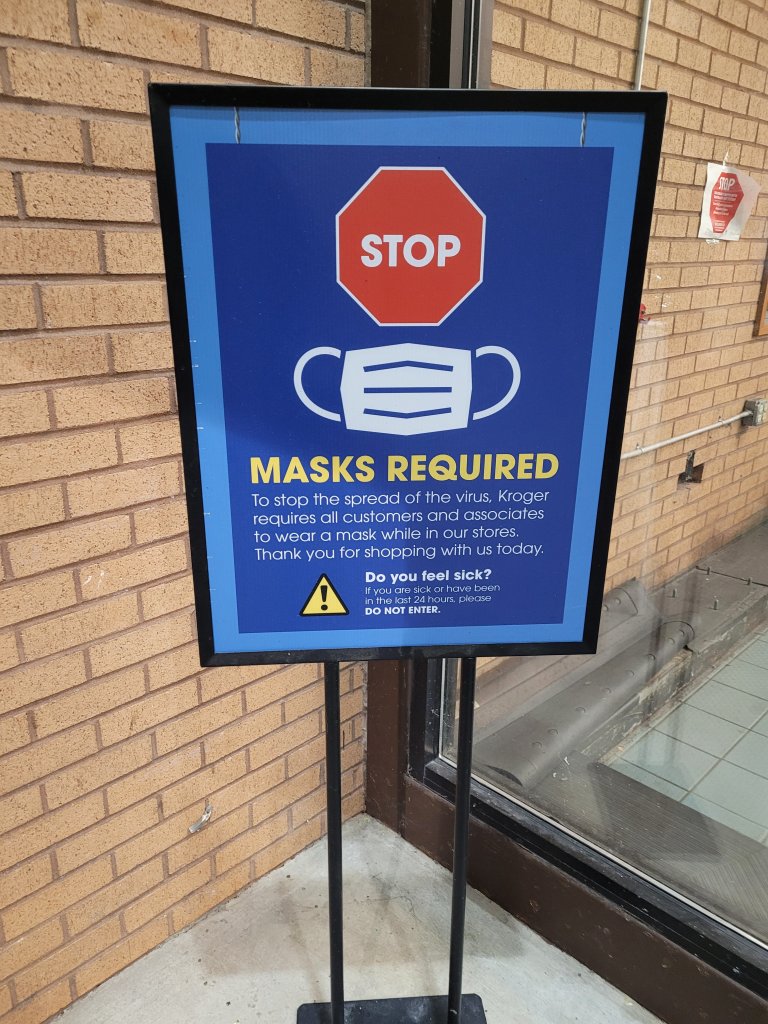 STOP
MASKS REQUIRED
To stop the spread of the virus, Kroger
requires all customers and associates
to wear a mask while in our stores.
Thank you for shopping with us today.
Do you feel sick?
If you are sick or have been
in the last 24 hours, please
DO NOT ENTER.
STOP